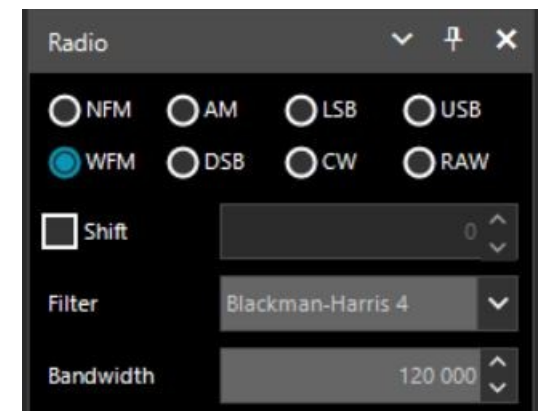 Radio
NFM AM LSB USB
WFM DSB CW RAW
Shift 0
Filter Blackman-Harris 4
Bandwidth 120 000